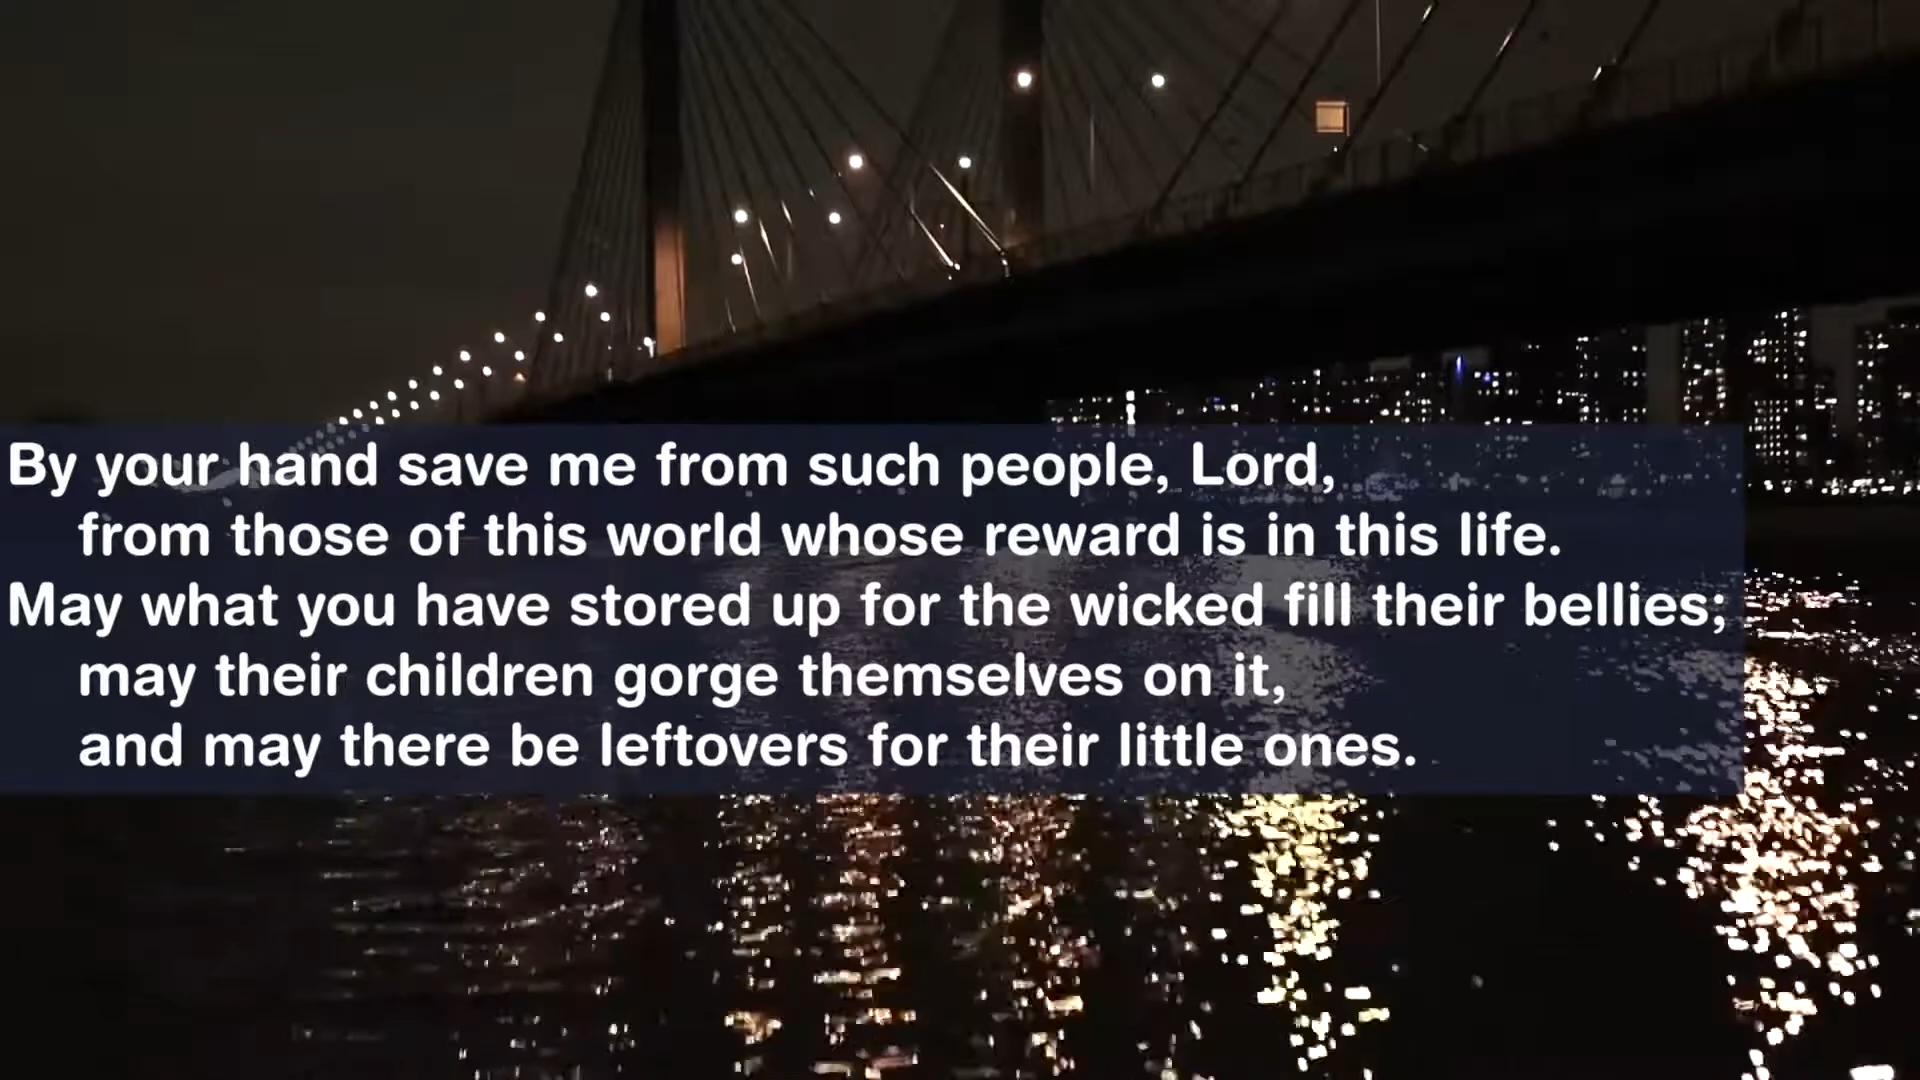 By your hand save me from such people, Lord,
from those of this world whose reward is in this life.
May what you have stored up for the wicked fill their bellies;
may their children gorge themselves on it,
and may there be leftovers for their little ones.